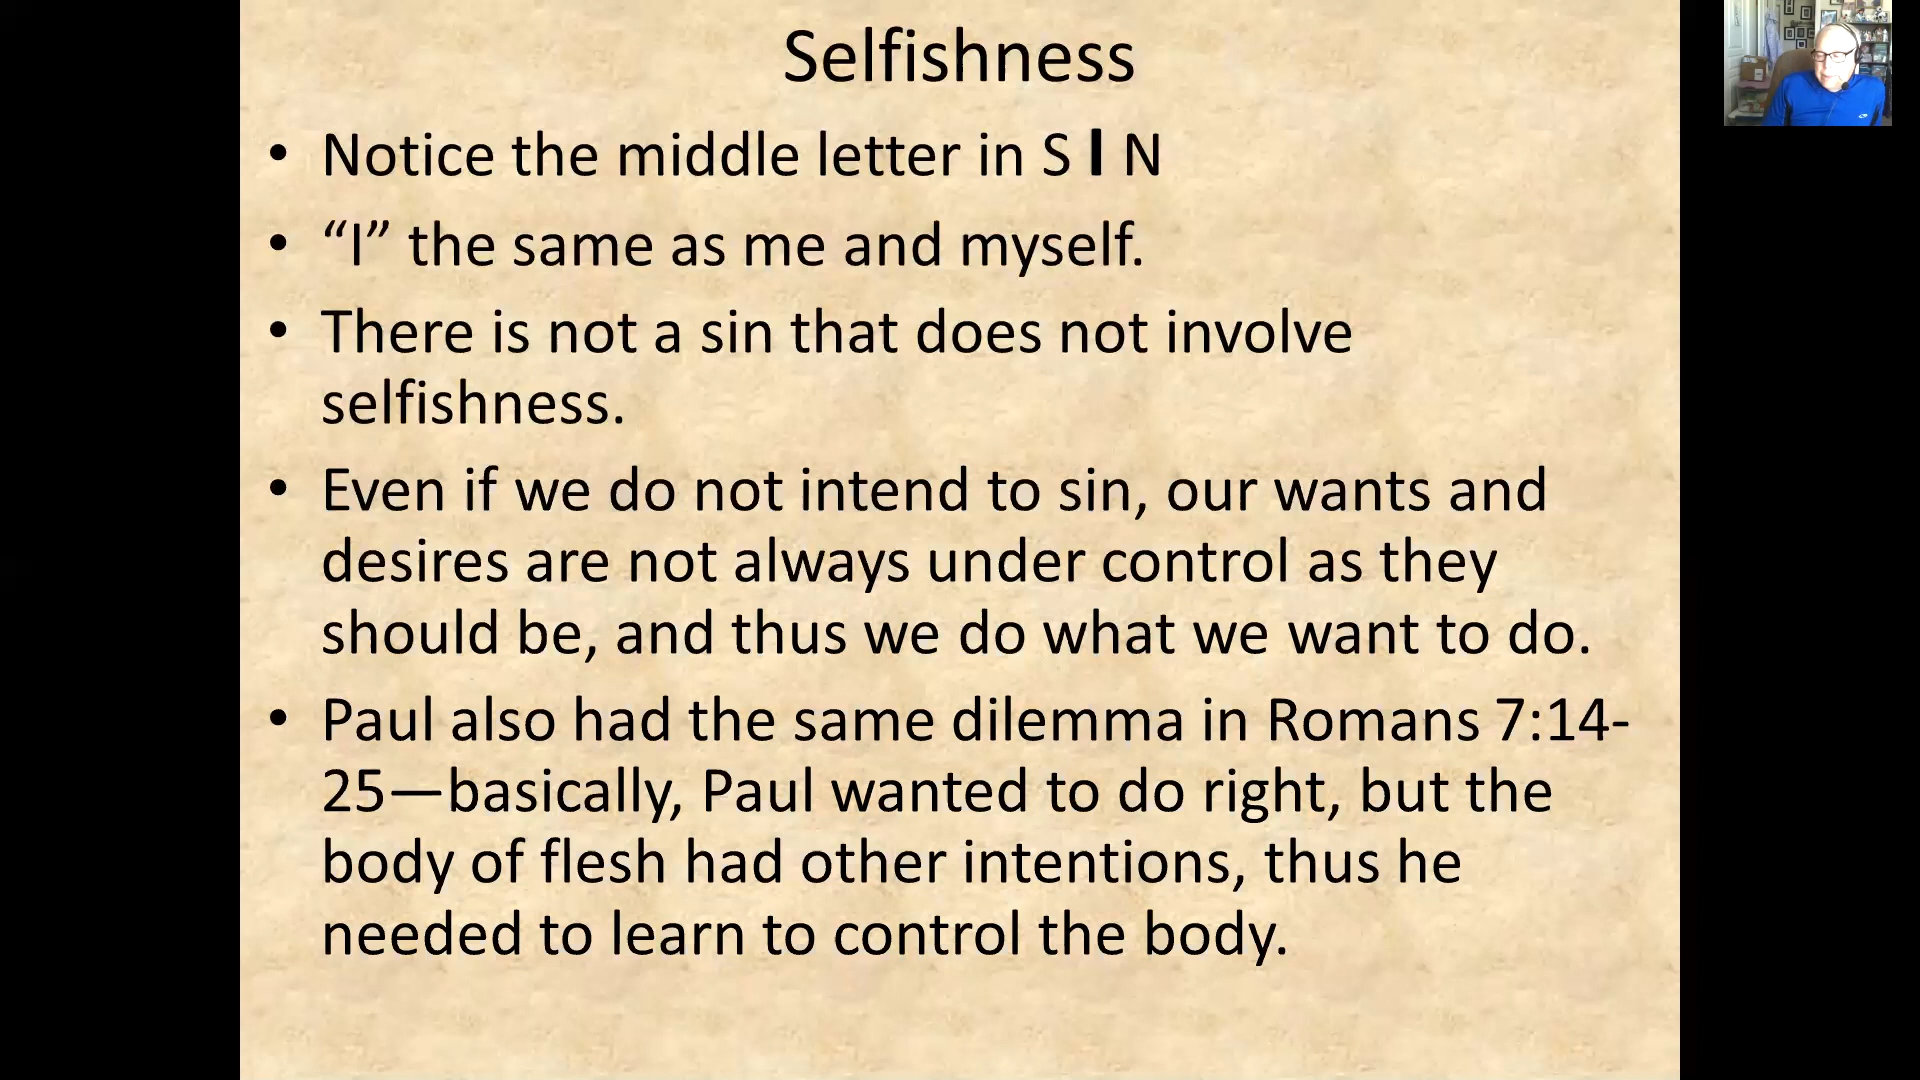 Selfishness
• Notice the middle letter in S I N
• “I” the same as me and myself.
• There is not a sin that does not involve
selfishness.
• Even if we do not intend to sin, our wants and
desires are not always under control as they
should be, and thus we do what we want to do.
• Paul also had the same dilemma in Romans 7:14-
25—basically, Paul wanted to do right, but the
body of flesh had other intentions, thus he
needed to learn to control the body.